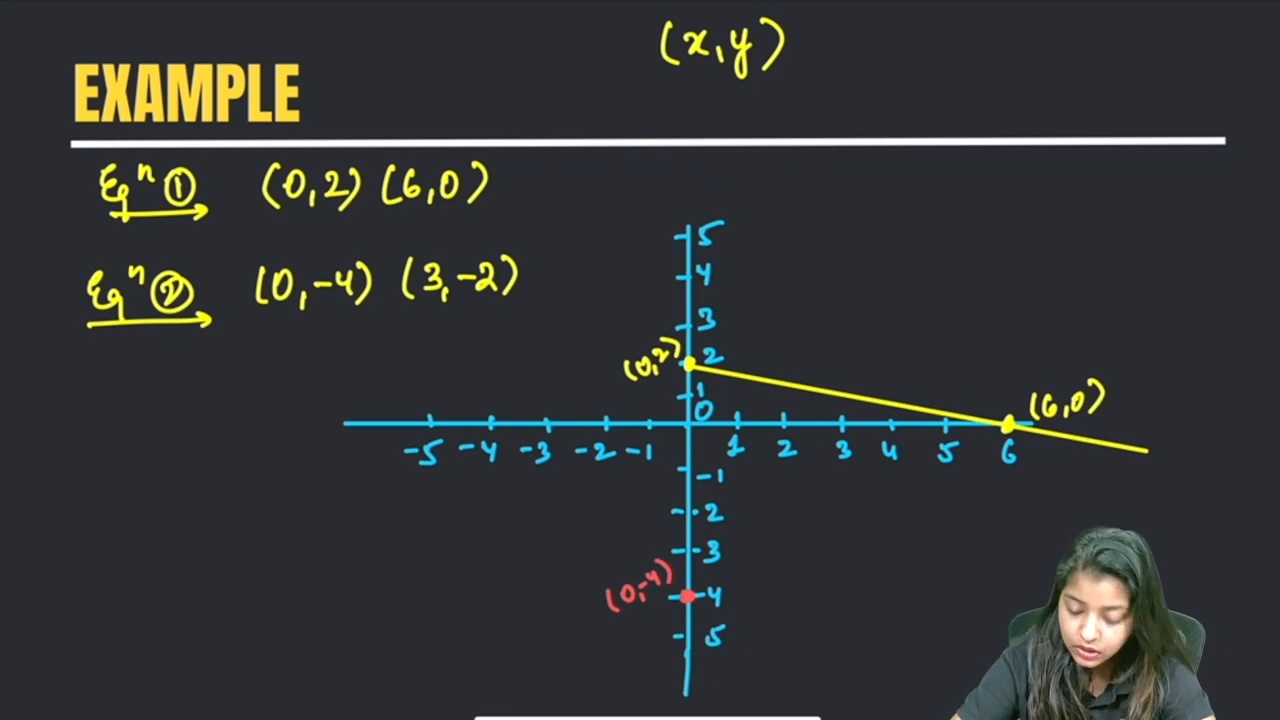 (x,y)
EXAMPLE
Eqⁿ ① (0,2) (6,0)
Eqⁿ ② (0,-4) (3,-2)
5
4
3
(0,2) 2
1
0
(6,0)
-5 -4 -3 -2 -1 1 2 3 4 5 6
-1
-2
-3
(0,-4) -4
5